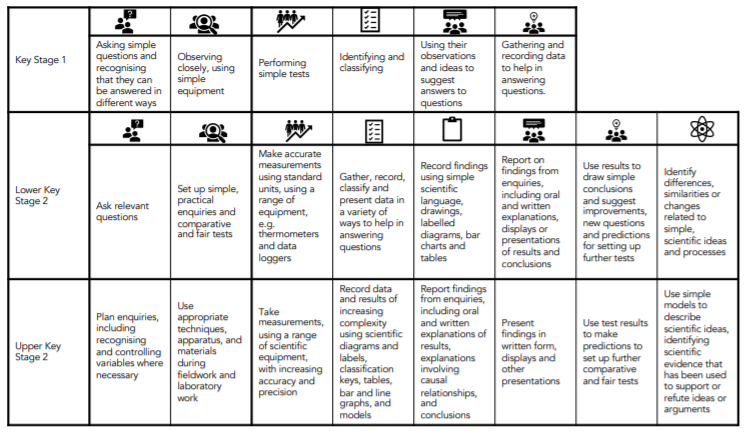 Key Stage 1
Asking simple
questions and
recognising
that they can
be answered in
different ways
Observing
closely, using
simple
equipment
Performing
simple tests
Identifying and
classifying
Using their
observations
and ideas to
suggest
answers to
questions
Gathering and
recording data
to help in
answering
questions.
Lower Key
Stage 2
Ask relevant
questions
Set up simple,
practical
enquiries and
comparative
and fair tests
Make accurate
measurements
using standard
units, using a
range of
equipment,
e.g.
thermometers
and data
loggers
Gather, record,
classify and
present data in
a variety of
ways to help in
answering
questions
Record findings
using simple
scientific
language,
drawings,
labelled
diagrams, bar
charts and
tables
Report on
findings from
enquiries,
including oral
and written
explanations,
displays or
presentations
of results and
conclusions
Use results to
draw simple
conclusions
and suggest
improvements,
new questions
and predictions
for setting up
further tests
Identify
differences,
similarities or
changes
related to
simple,
scientific ideas
and processes
Upper Key
Stage 2
Plan enquiries,
including
recognising
and controlling
variables where
necessary
Use
appropriate
techniques,
apparatus, and
materials
during
fieldwork and
laboratory
work
Take
measurements,
using a range
of scientific
equipment,
with increasing
accuracy and
precision
Record data
and results of
increasing
complexity
using scientific
diagrams and
labels,
classification
keys, tables,
bar and line
graphs, and
models
Report findings
from enquiries,
including oral
and written
explanations of
results,
explanations
involving
causal
relationships,
and
conclusions
Present
findings in
written form,
displays and
other
presentations
Use test results
to make
predictions to
set up further
comparative
and fair tests
Use simple
models to
describe
scientific ideas,
identifying
scientific
evidence that
has been used
to support or
refute ideas or
arguments